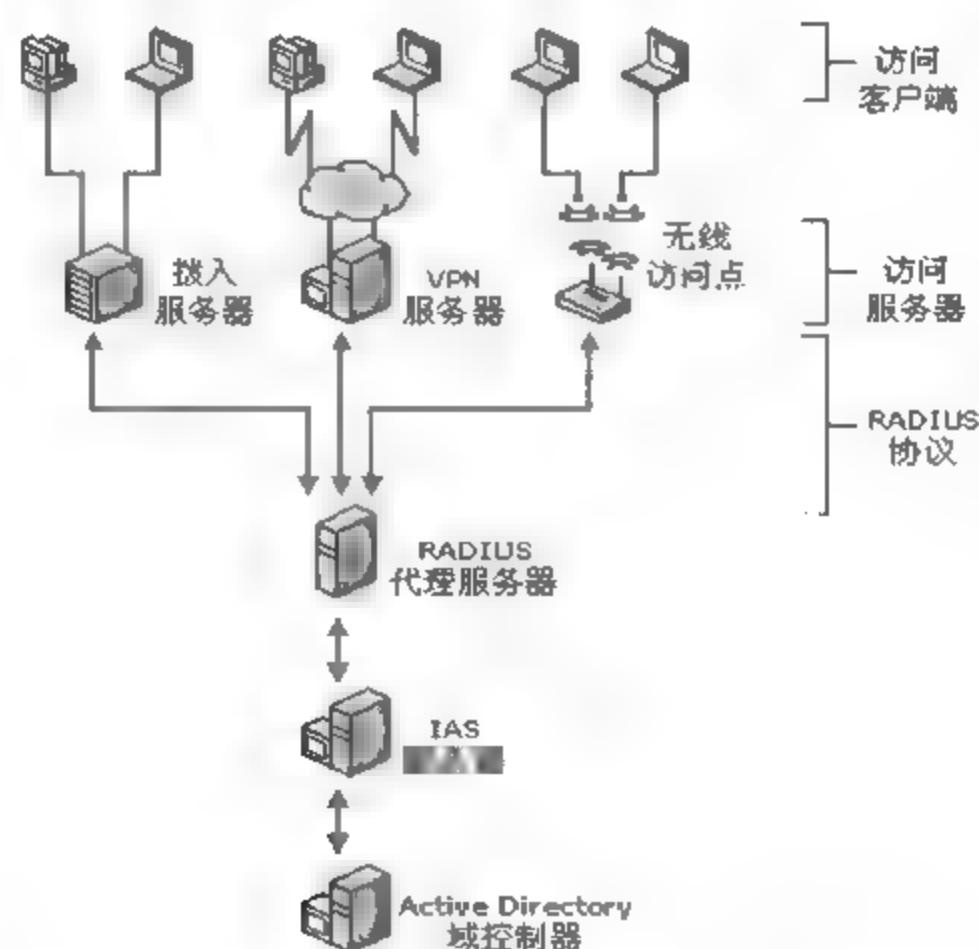 访问
客户端
拨入
服务器
VPN
服务器
无线
访问点
访问
服务器
RADIUS
协议
RADIUS
代理服务器
IAS
Active Directory
域控制器